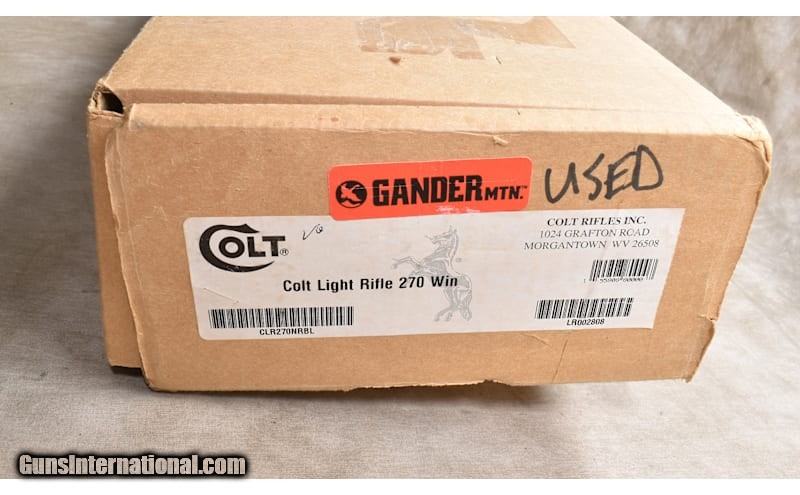 GANDER MTN.™
USED
COLT®
COLT RIFLES INC.
1024 GRAFTON ROAD
MORGANTOWN WV 26508
Colt Light Rifle 270 Win
CLR270NRBL
LR002808
GunsInternational.com